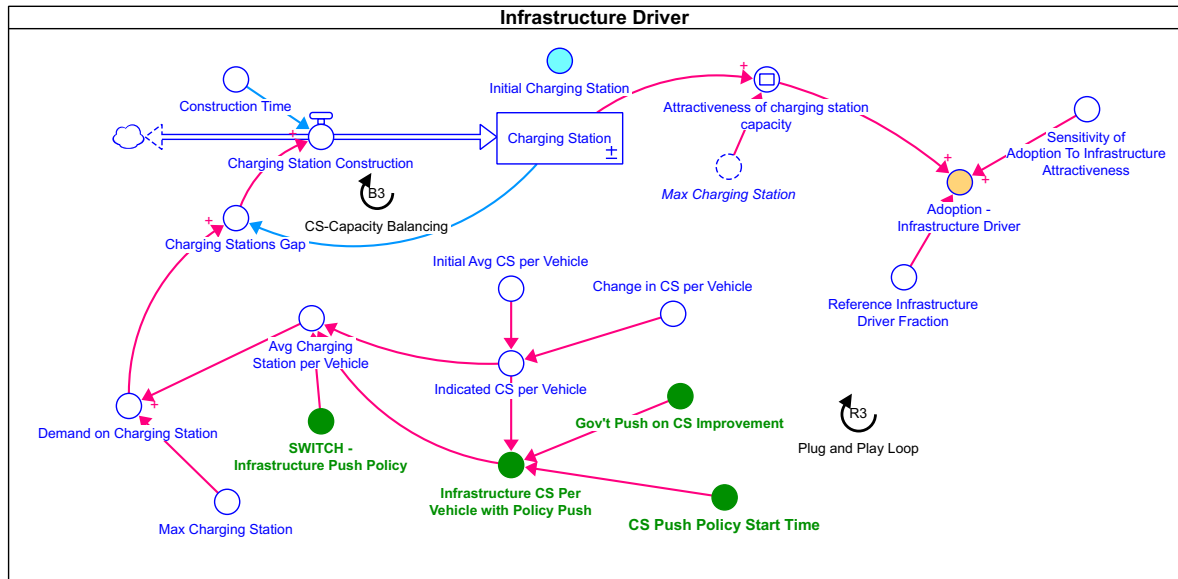 Infrastructure Driver
Initial Charging Station
+
Construction Time
Attractiveness of charging station
capacity
Charging Station
±
+
Charging Station Construction
Sensitivity of
Adoption To Infrastructure
Attractiveness
+
+
Max Charging Station
B3
CS-Capacity Balancing
Adoption -
Infrastructure Driver
+
Charging Stations Gap
Initial Avg CS per Vehicle
Change in CS per Vehicle
Reference Infrastructure
Driver Fraction
Avg Charging
Station per Vehicle
Indicated CS per Vehicle
+
Demand on Charging Station
SWITCH -
Infrastructure Push Policy
Gov't Push on CS Improvement
R3
Plug and Play Loop
Infrastructure CS Per
Vehicle with Policy Push
Max Charging Station
CS Push Policy Start Time